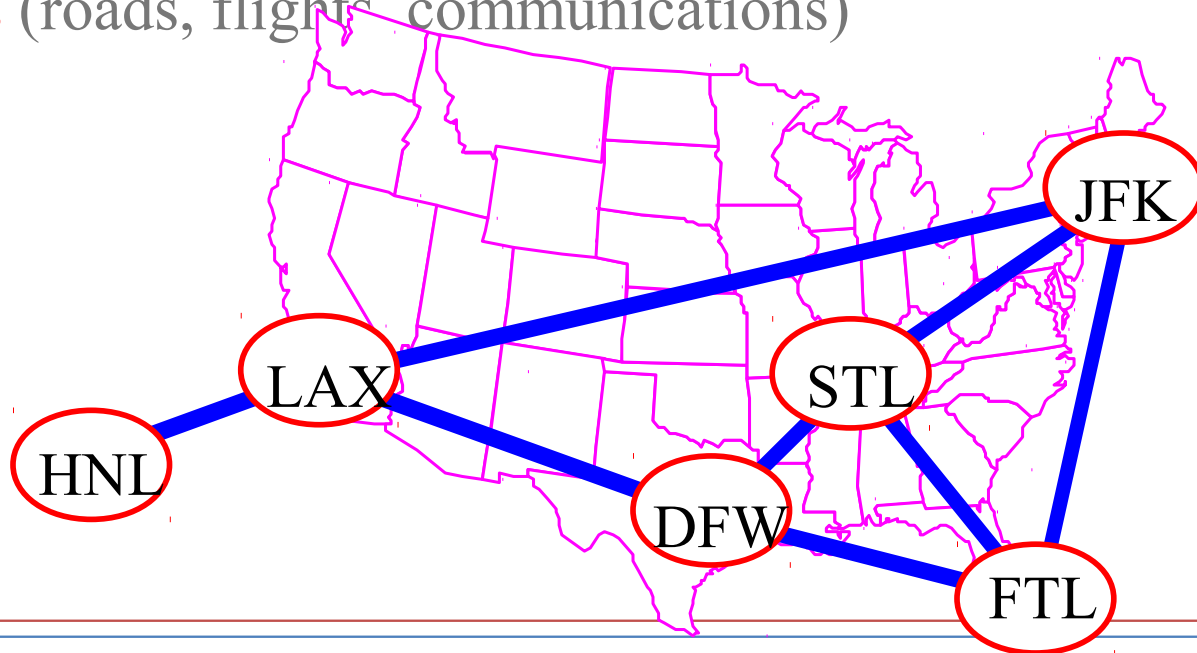 (roads, flights, communications)
JFK
LAX
STL
HNL
DFW
FTL